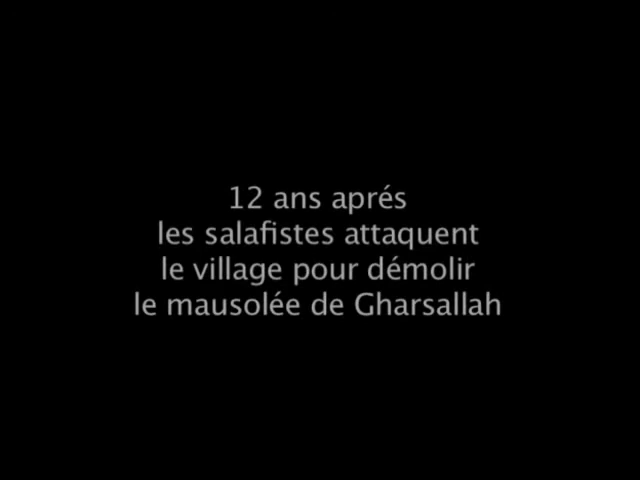 12 ans aprés
les salafistes attaquent
le village pour démolir
le mausolée de Gharsallah